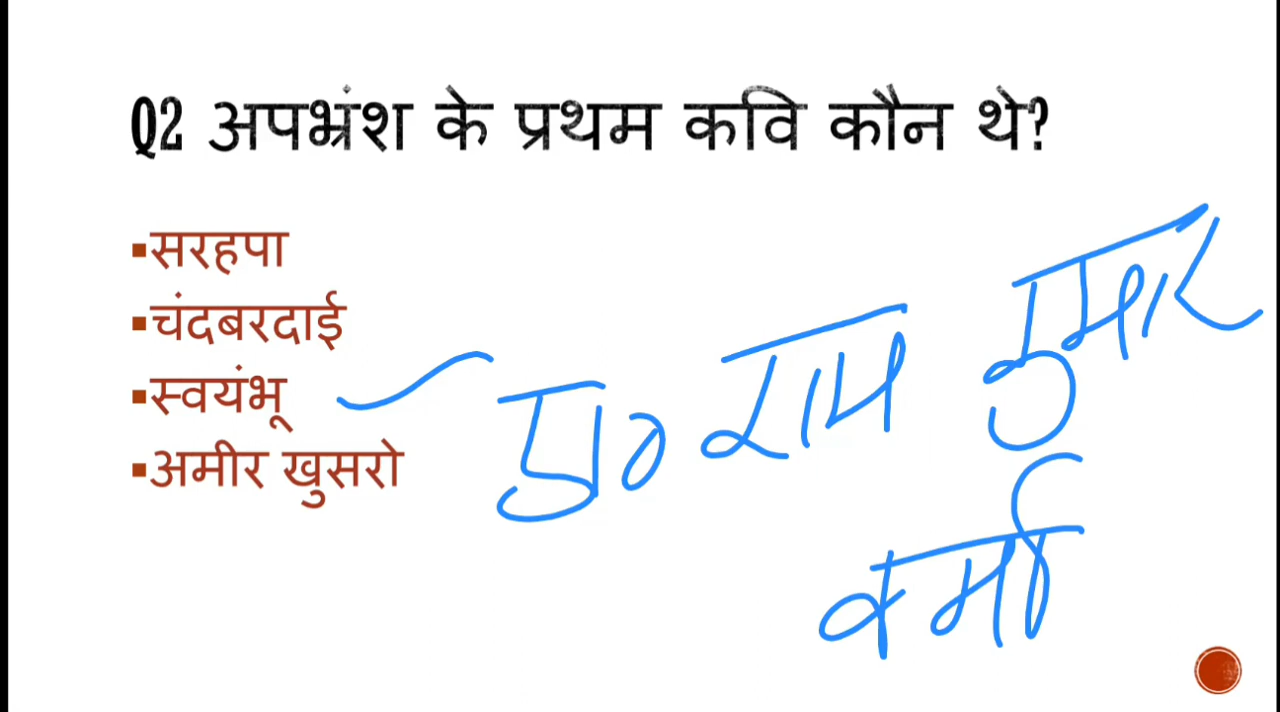 Q2 अपभ्रंश के प्रथम कवि कौन थे?
▪सरहपा
▪चंदबरदाई
▪स्वयंभू
▪अमीर खुसरो
डा० राम कुमार
वर्मा